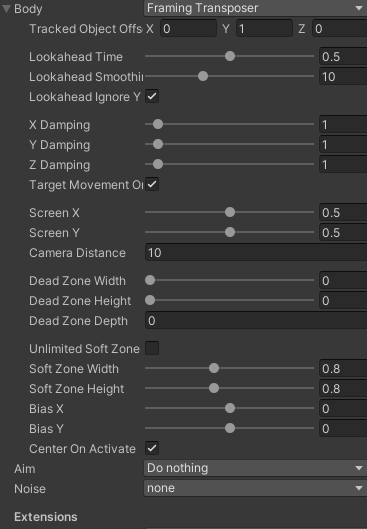 Body Framing Transposer
Tracked Object Offs X 0 Y 1 Z 0
Lookahead Time 0.5
Lookahead Smoothin 10
Lookahead Ignore Y
X Damping 1
Y Damping 1
Z Damping 1
Target Movement On
Screen X 0.5
Screen Y 0.5
Camera Distance 10
Dead Zone Width 0
Dead Zone Height 0
Dead Zone Depth 0
Unlimited Soft Zone
Soft Zone Width 0.8
Soft Zone Height 0.8
Bias X 0
Bias Y 0
Center On Activate
Aim Do nothing
Noise none
Extensions